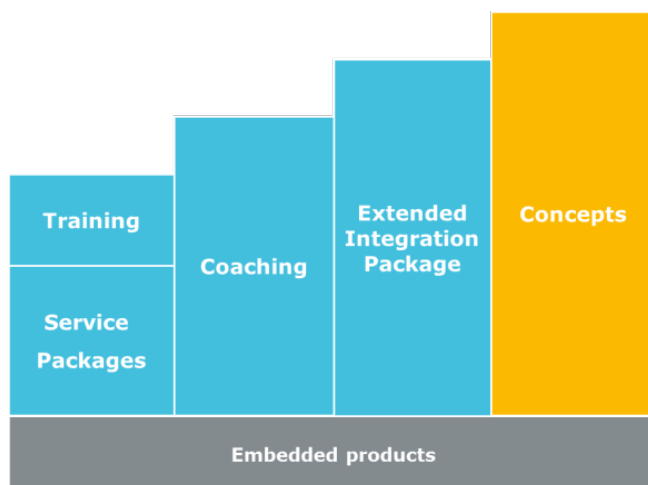 Training
Service
Packages
Coaching
Extended
Integration
Package
Concepts
Embedded products